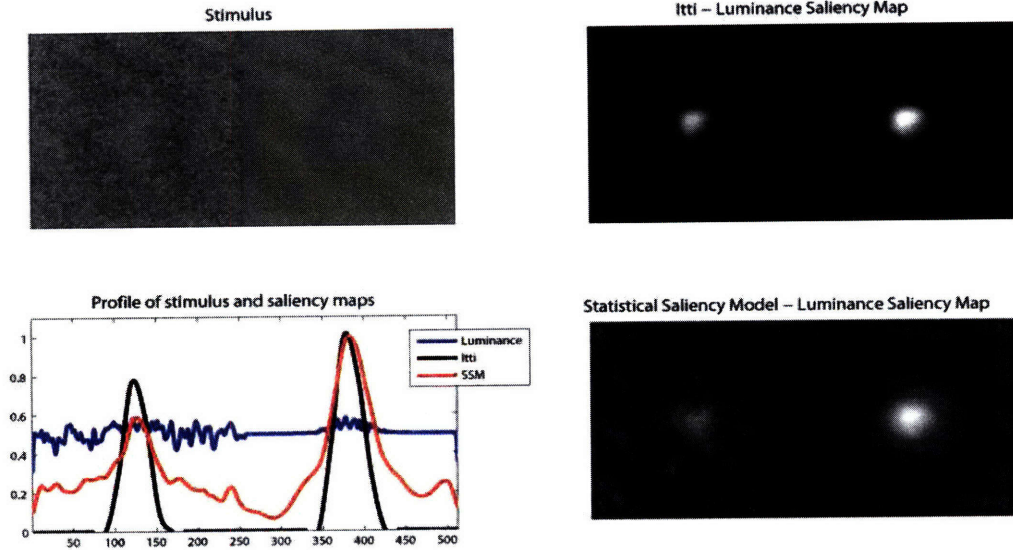 Stimulus
Itti – Luminance Saliency Map
Profile of stimulus and saliency maps
1
0.8
0.6
0.4
0.2
0
50 100 150 200 250 300 350 400 450 500
Luminance
Itti
SSM
Statistical Saliency Model – Luminance Saliency Map